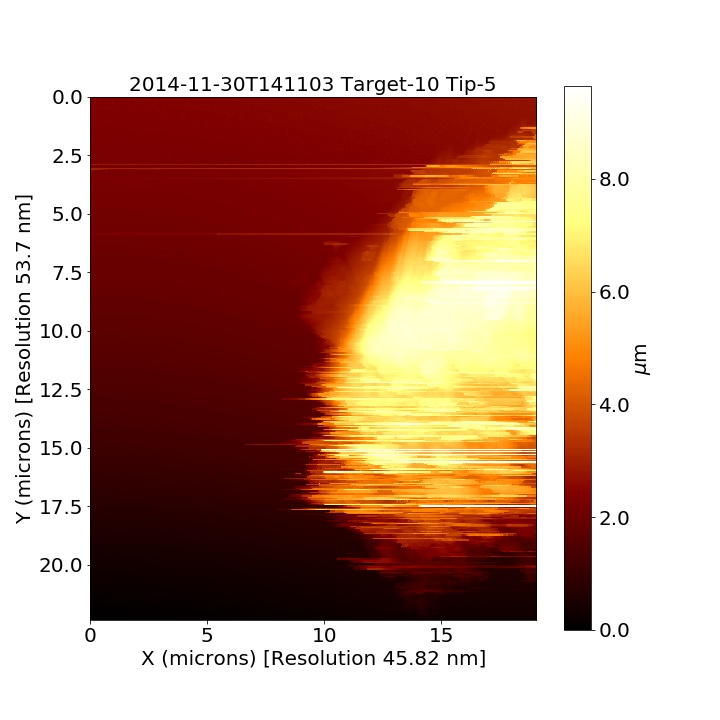 2014-11-30T141103 Target-10 Tip-5
0.0
2.5
5.0
7.5
10.0
12.5
15.0
17.5
20.0
Y (microron) [Resolution 53.7 nm]
0 5 10 15
X (microns) [Resolution 45.82 nm]
8.0
6.0
4.0
2.0
0.0
μm